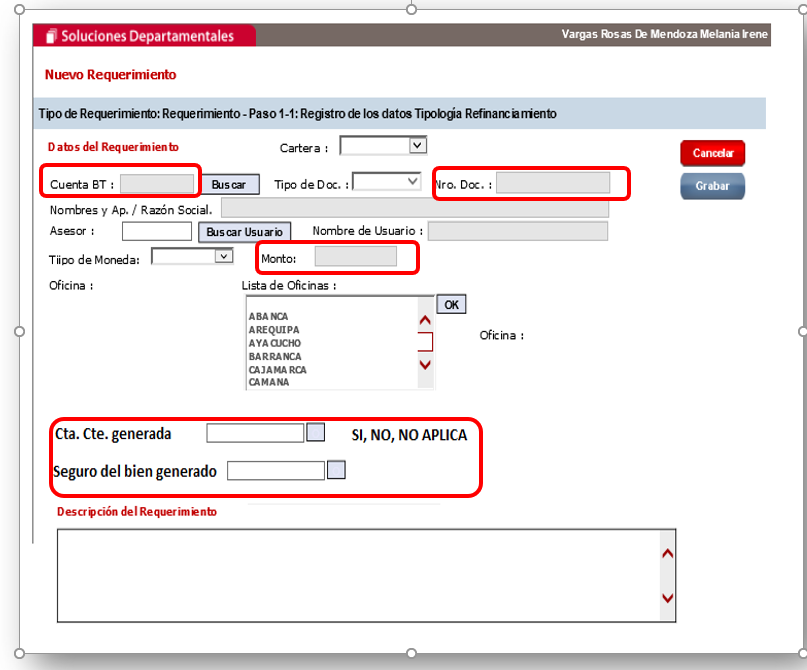 Soluciones Departamentales
Vargas Rosas De Mendoza Melania Irene
Nuevo Requerimiento
Tipo de Requerimiento: Requerimiento - Paso 1-1: Registro de los datos Tipología Refinanciamiento
Datos del Requerimiento
Cartera :
Cancelar
Cuenta BT :
Buscar
Tipo de Doc. :
Nro. Doc. :
Grabar
Nombres y Ap. / Razón Social.
Asesor :
Buscar Usuario
Nombre de Usuario :
Tiipo de Moneda:
Monto:
Oficina :
Lista de Oficinas :
OK
ABANCA
AREQUIPA
AYACUCHO
BARRANCA
CAJAMARCA
CAMANA
Oficina :
Cta. Cte. generada
SI, NO, NO APLICA
Seguro del bien generado
Descripción del Requerimiento